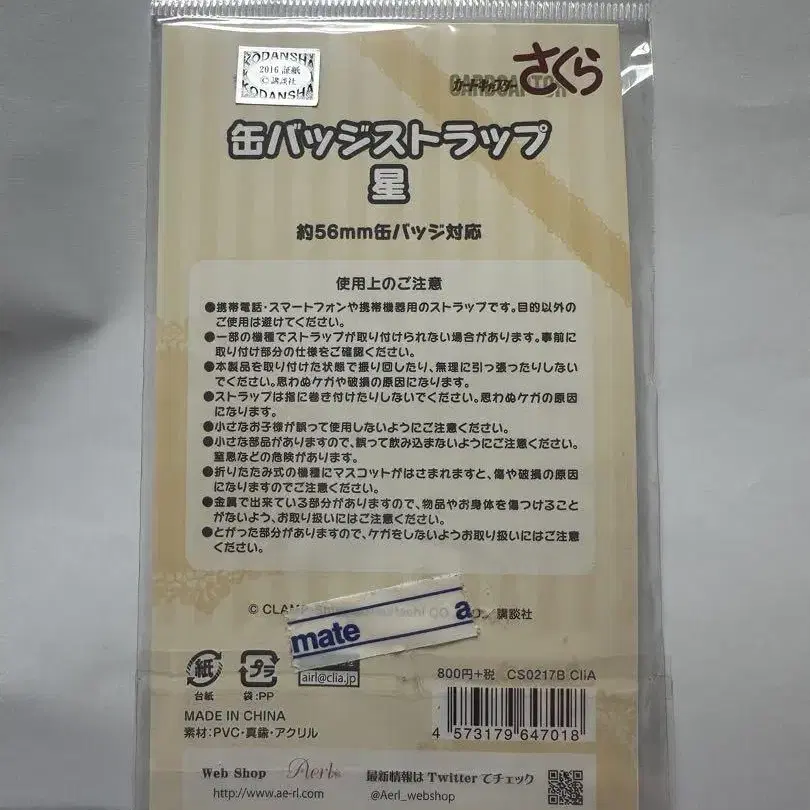 KODANSHA
2016 証紙
©講談社
KODANSHA
CARDCAPTOR
カードキャプター さくら
缶バッジストラップ
星
約56mm缶バッジ対応
使用上のご注意
●携帯電話・スマートフォンや携帯機器用のストラップです。目的以外の
ご使用は避けてください。
●一部の機種でストラップが取り付けられない場合があります。事前に
取り付け部分の仕様をご確認ください。
●本製品を取り付けた状態で振り回したり、無理に引っ張ったりしない
でください。思わぬケガや破損の原因になります。
●ストラップは指に巻き付けたりしないでください。思わぬケガの原因
になります。
●小さなお子様が誤って使用しないようにご注意ください。
●小さな部品がありますので、誤って飲み込まないようにご注意ください。
窒息などの危険があります。
●折りたたみ式の機種にマスコットがはさまれますと、傷や破損の原因
になりますのでご注意ください。
●金属で出来ている部分がありますので、物品やお身体を傷つけること
がないよう、お取り扱いにはご注意ください。
●とがった部分がありますので、ケガをしないようお取り扱いにはご注意
ください。
© CLA ／講談社
mate a
紙 プラ
台紙 袋:PP
airl@clia.jp
800円+税 CS0217B CliA
MADE IN CHINA
素材:PVC・真鍮・アクリル
4 573179 647018
Web Shop Aerl 最新情報は Twitter でチェック
http://www.ae-rl.com @Aerl_webshop